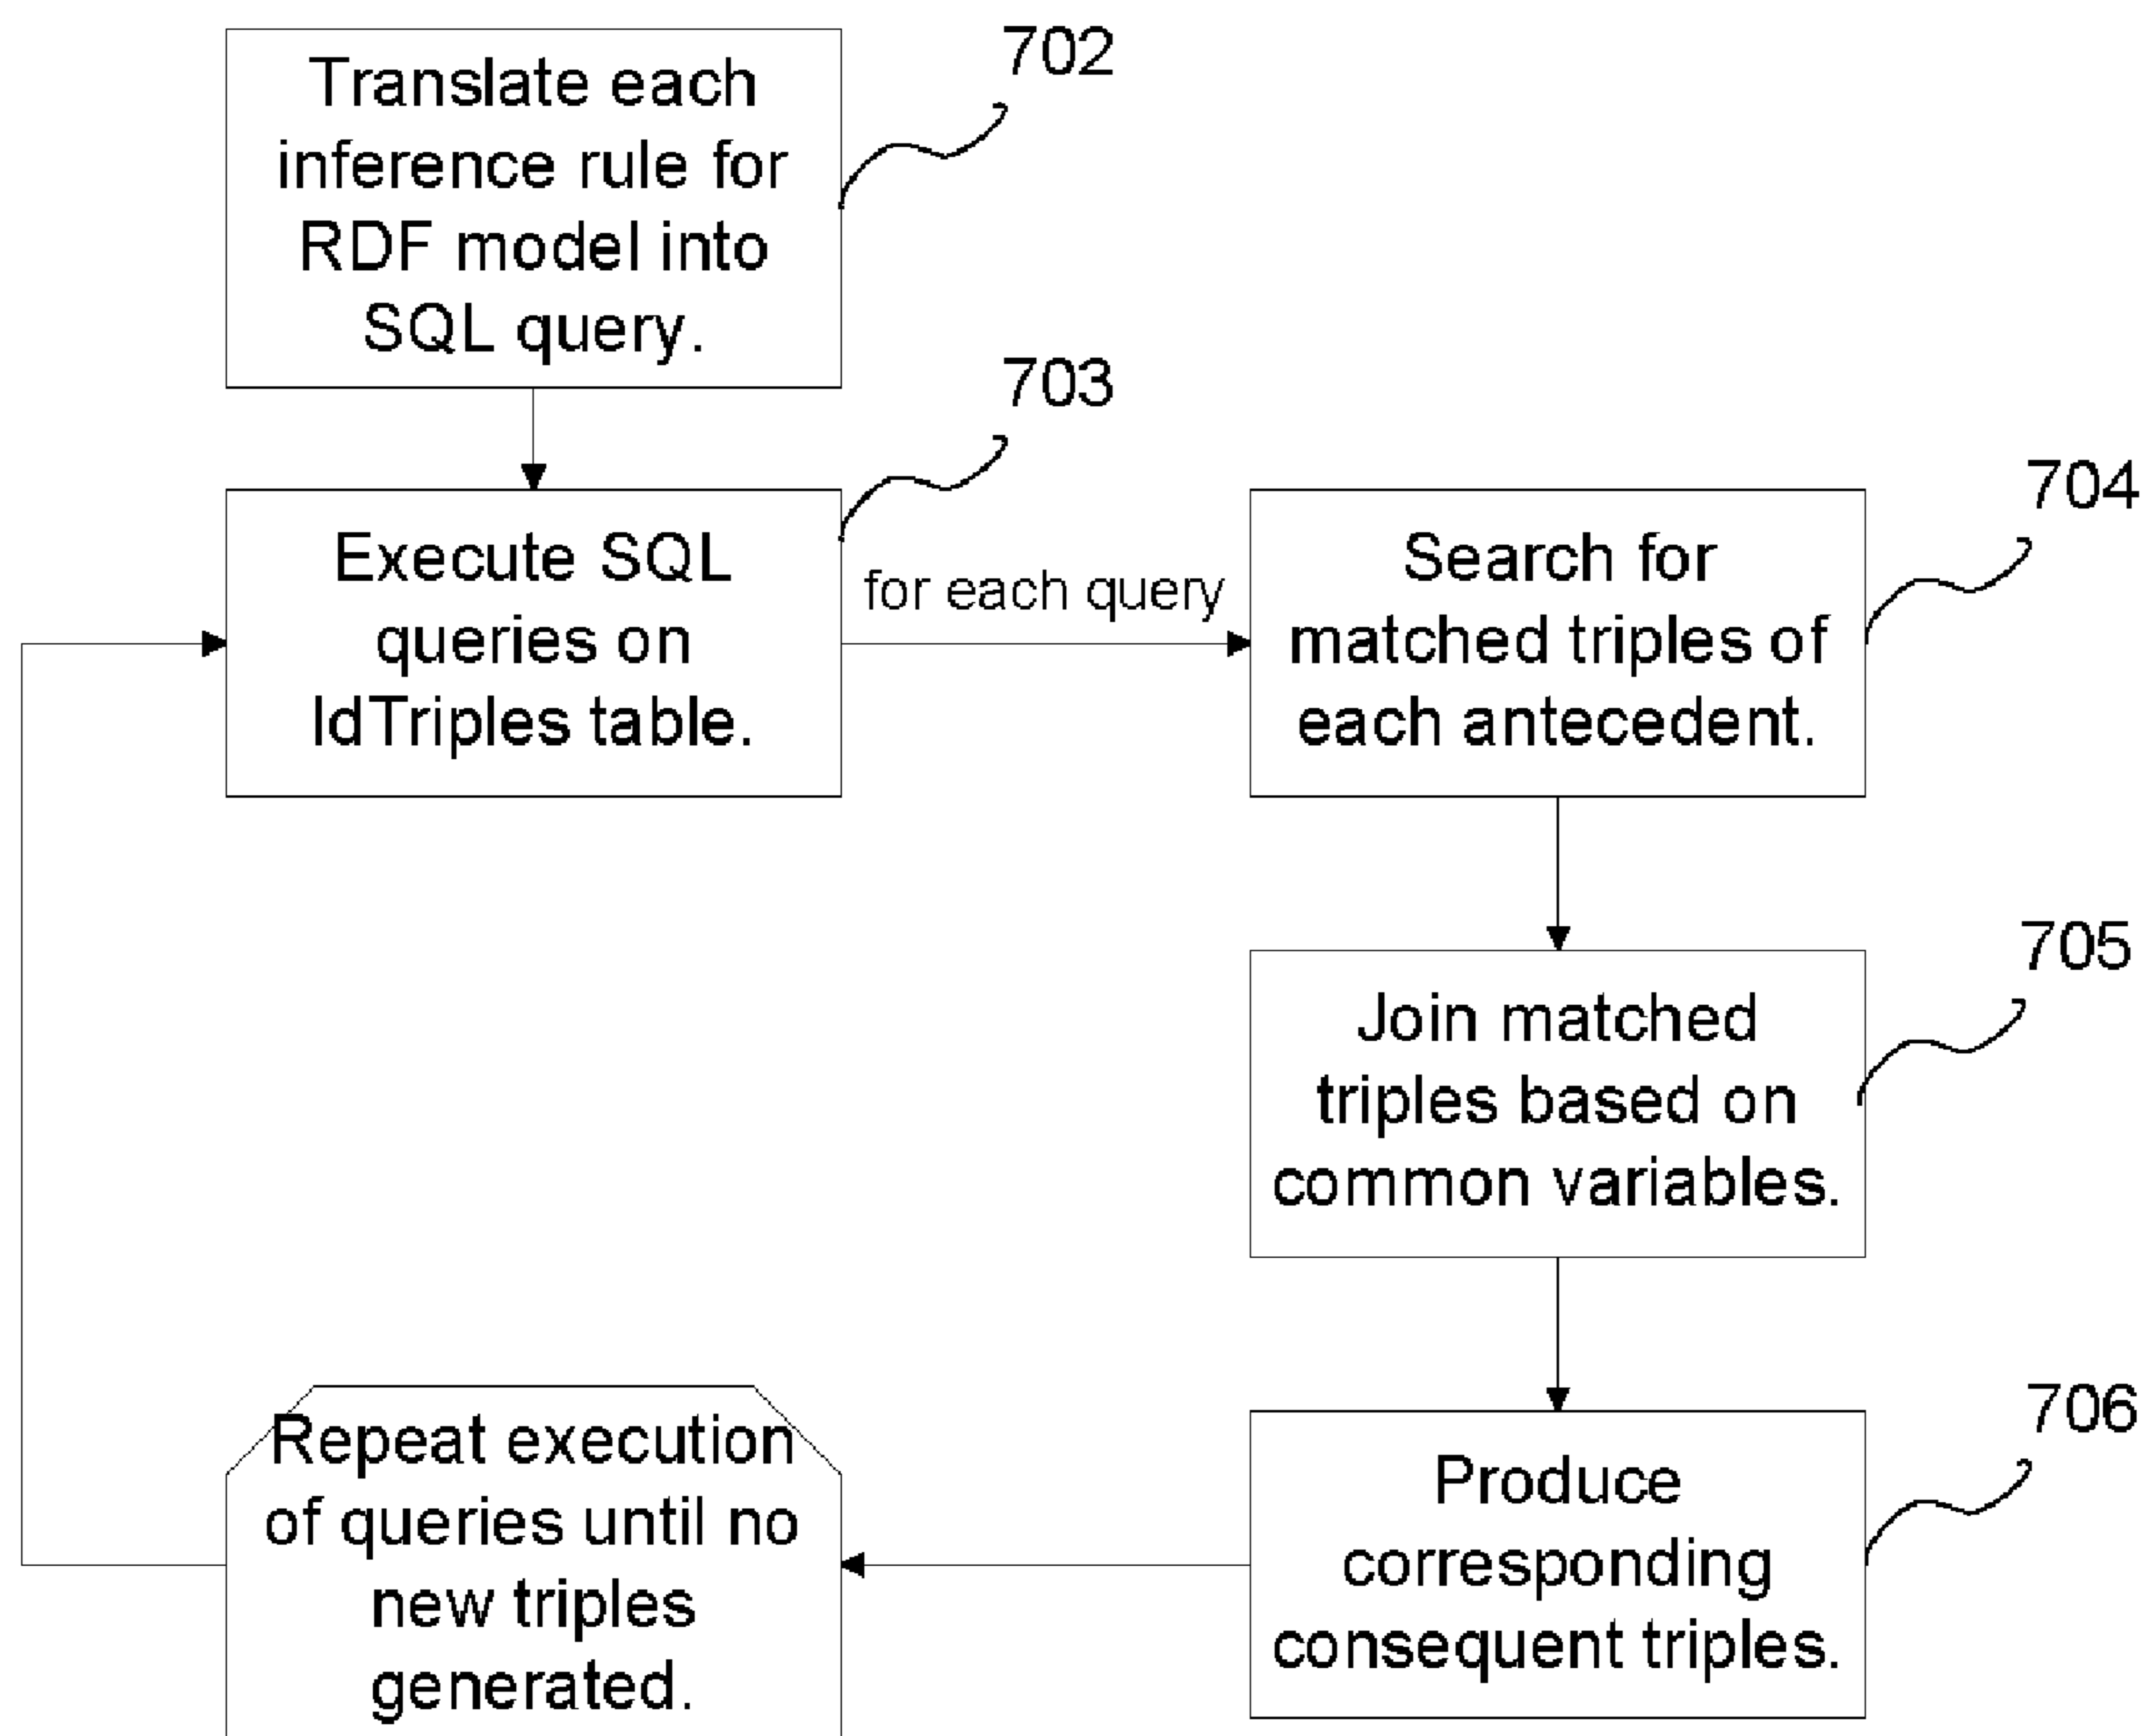 702
Translate each
inference rule for
RDF model into
SQL query.
703
Execute SQL
queries on
IdTriples table.
for each query
704
Search for
matched triples of
each antecedent.
705
Join matched
triples based on
common variables.
706
Produce
corresponding
consequent triples.
Repeat execution
of queries until no
new triples
generated.